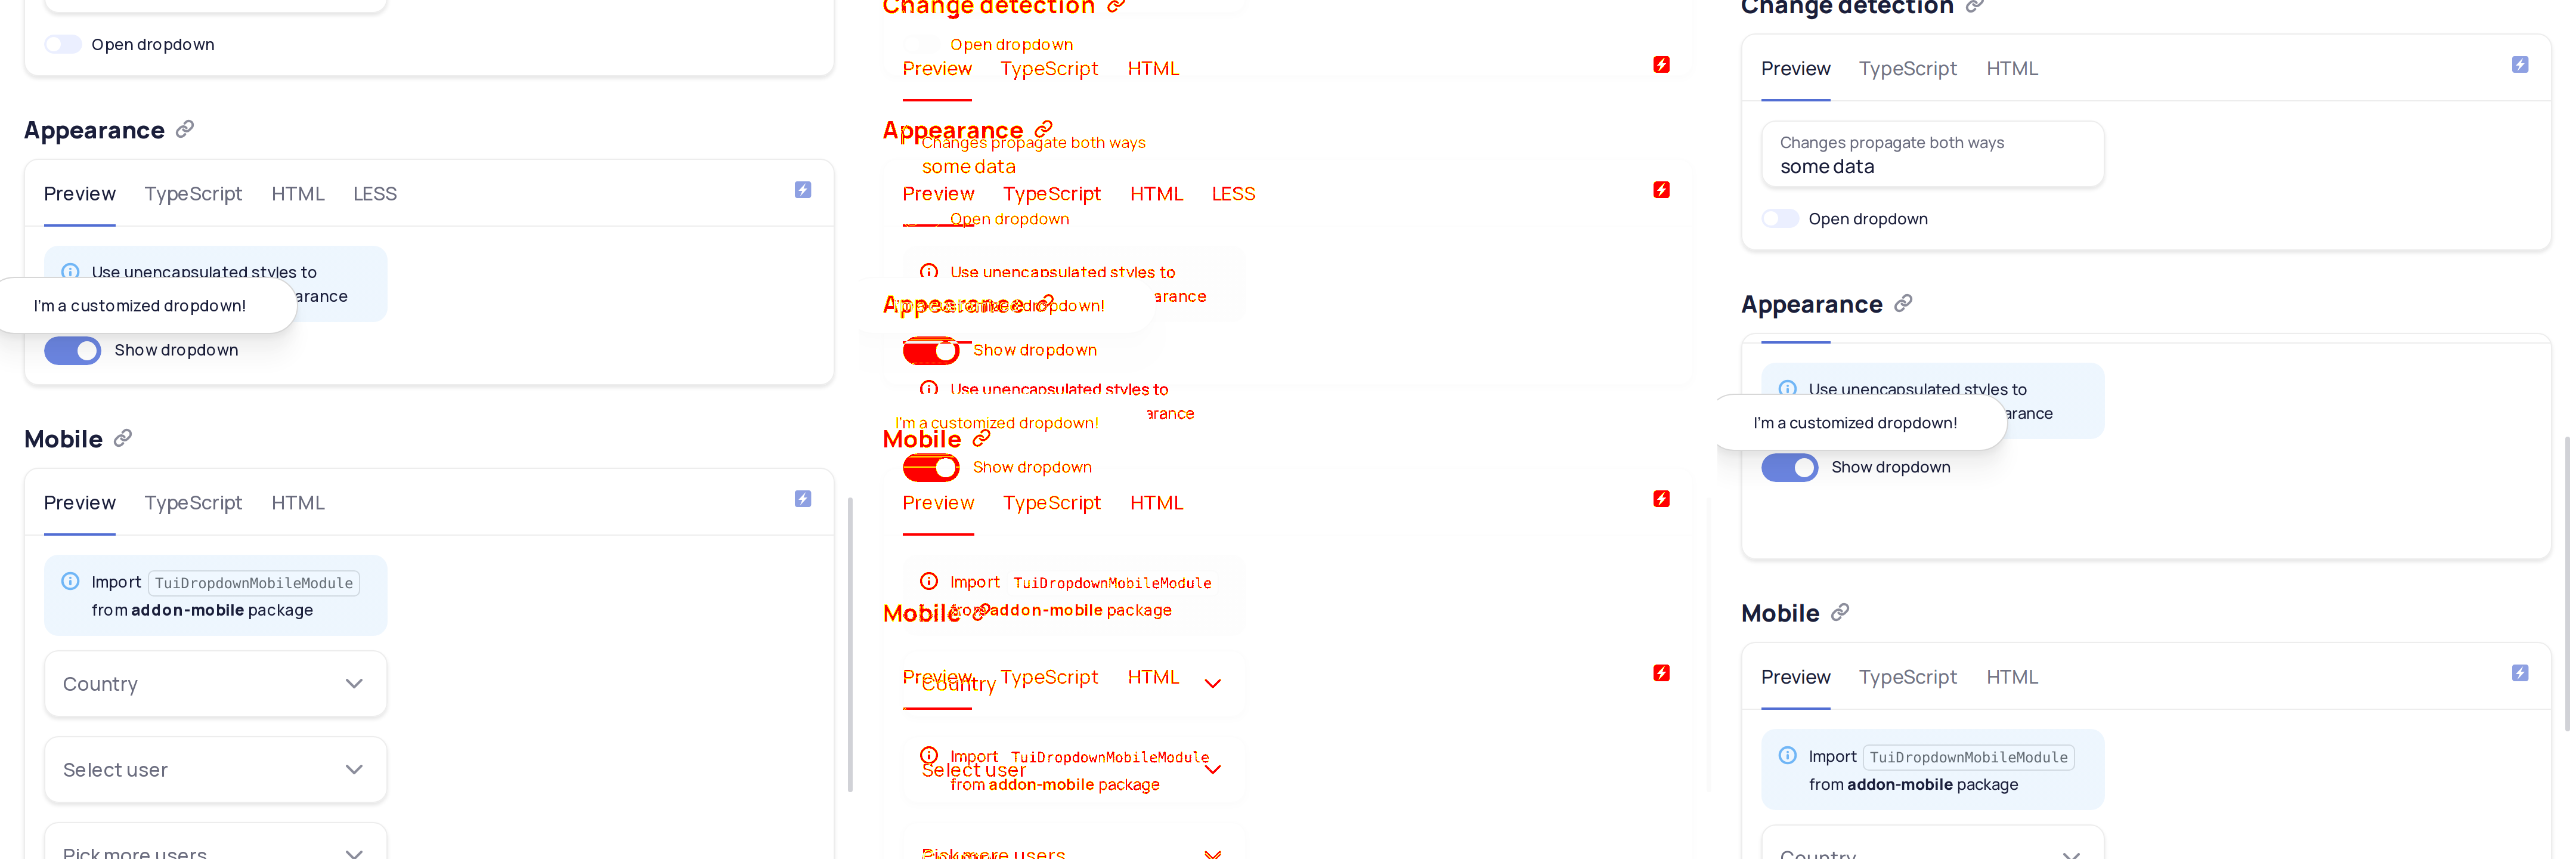 Open dropdown
Appearance
Preview TypeScript HTML LESS
Use unencapsulated styles to
arance
I'm a customized dropdown!
Show dropdown
Mobile
Preview TypeScript HTML
Import TuiDropdownMobileModule
from addon-mobile package
Country
Select user
Pick more users
Change detection
Open dropdown
Preview TypeScript HTML
Appearance
Changes propagate both ways
some data
Preview TypeScript HTML LESS
Open dropdown
Use unencapsulated styles to
arance
Appearance
I'm a customized dropdown!
Show dropdown
Use unencapsulated styles to
arance
I'm a customized dropdown!
Mobile
Show dropdown
Preview TypeScript HTML
Import TuiDropdownMobileModule
from addon-mobile package
Mobile
Preview TypeScript HTML
Country
Import TuiDropdownMobileModule
Select user
from addon-mobile package
Pick more users
Change detection
Preview TypeScript HTML
Changes propagate both ways
some data
Open dropdown
Appearance
Use unencapsulated styles to
arance
I'm a customized dropdown!
Show dropdown
Mobile
Preview TypeScript HTML
Import TuiDropdownMobileModule
from addon-mobile package
Country